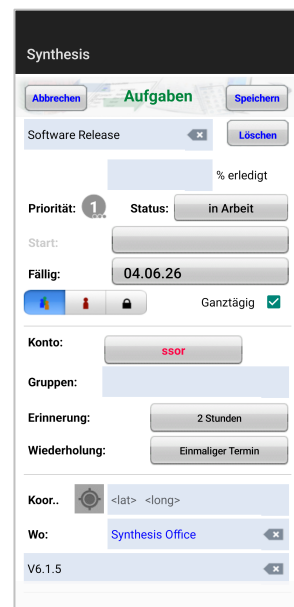 Synthesis
Abbrechen Aufgaben Speichern
Software Release Löschen
% erledigt
Priorität: 1 Status: in Arbeit
Start:
Fällig: 04.06.26
Ganztägig
Konto: ssor
Gruppen:
Erinnerung: 2 Stunden
Wiederholung: Einmaliger Termin
Koor.. <lat> <long>
Wo: Synthesis Office
V6.1.5